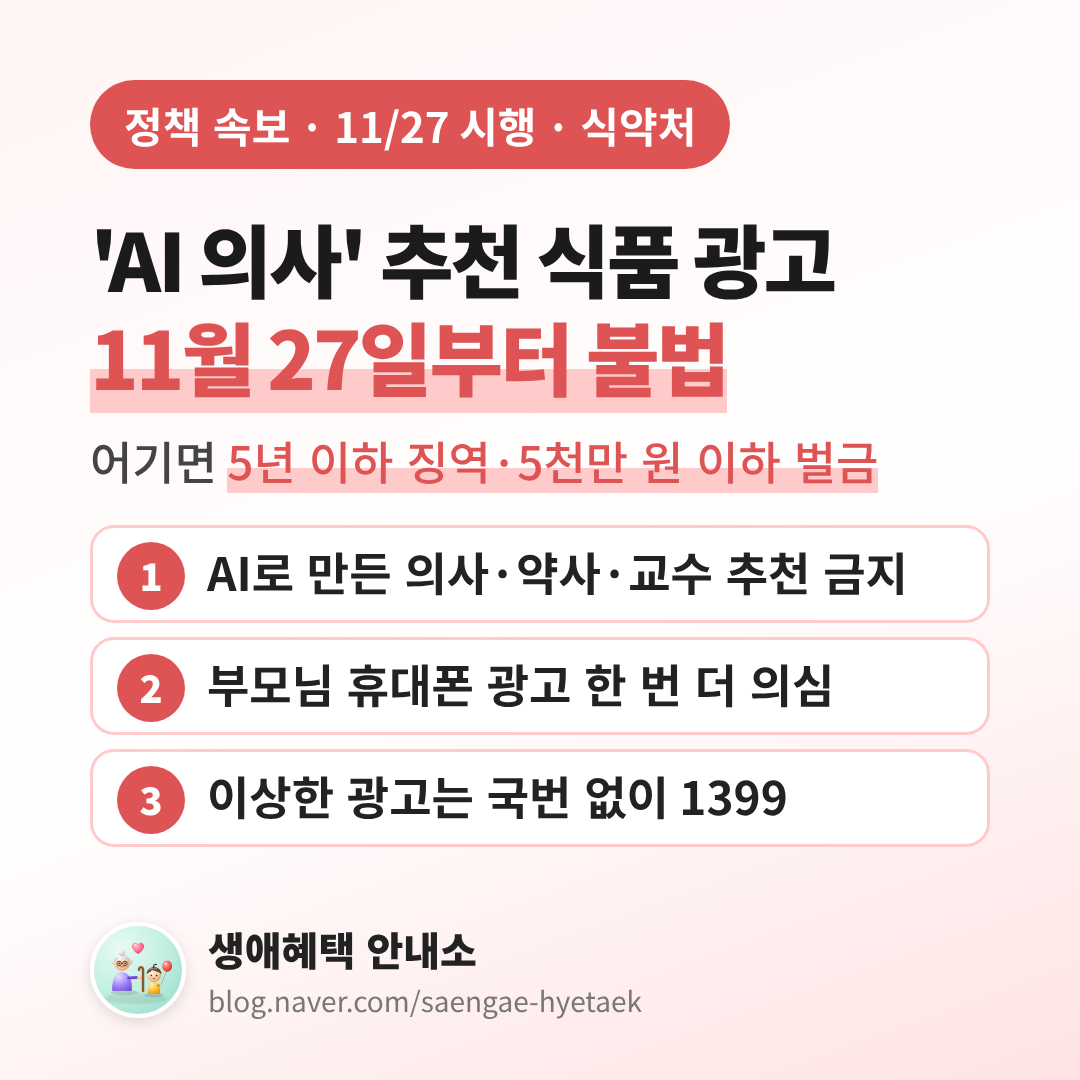 정책 속보 · 11/27 시행 · 식약처
'AI 의사' 추천 식품 광고
11월 27일부터 불법
어기면 5년 이하 징역·5천만 원 이하 벌금
1 AI로 만든 의사·약사·교수 추천 금지
2 부모님 휴대폰 광고 한 번 더 의심
3 이상한 광고는 국번 없이 1399
생애혜택 안내소
blog.naver.com/saengae-hyetaek